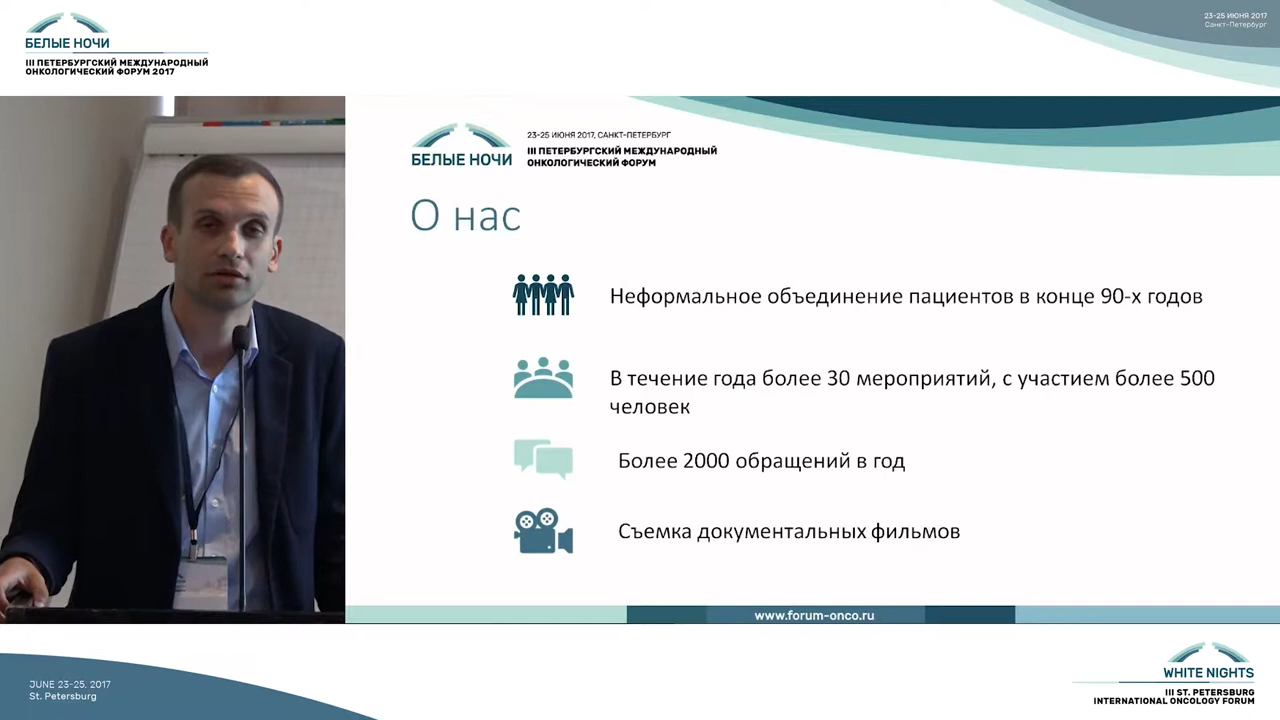 БЕЛЫЕ НОЧИ
III ПЕТЕРБУРГСКИЙ МЕЖДУНАРОДНЫЙ
ОНКОЛОГИЧЕСКИЙ ФОРУМ 2017
23-25 ИЮНЯ 2017
Санкт-Петербург
БЕЛЫЕ НОЧИ
23-25 ИЮНЯ 2017, САНКТ-ПЕТЕРБУРГ
III ПЕТЕРБУРГСКИЙ МЕЖДУНАРОДНЫЙ
ОНКОЛОГИЧЕСКИЙ ФОРУМ
О нас
Неформальное объединение пациентов в конце 90-х годов
В течение года более 30 мероприятий, с участием более 500
человек
Более 2000 обращений в год
Съемка документальных фильмов
www.forum-onco.ru
JUNE 23-25, 2017
St. Petersburg
WHITE NIGHTS
III ST. PETERSBURG
INTERNATIONAL ONCOLOGY FORUM